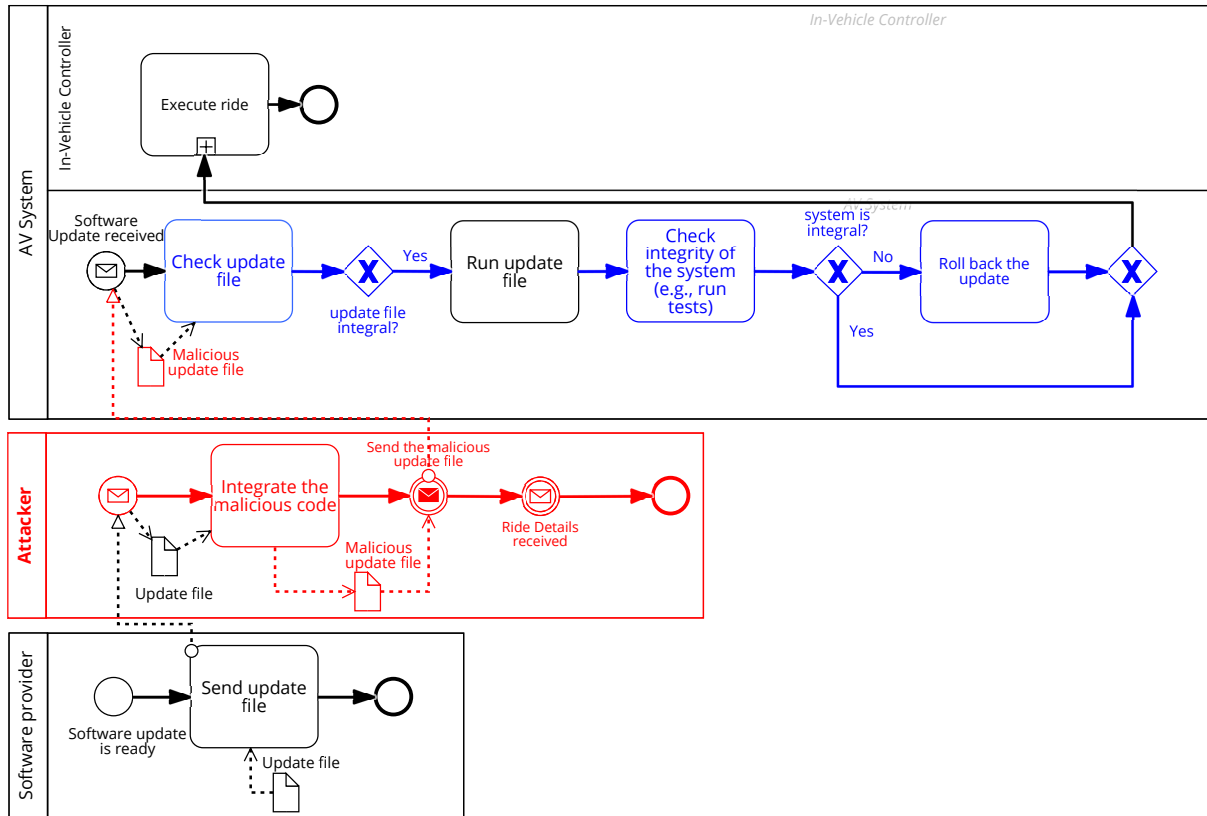 In-Vehicle Controller
In-Vehicle Controller
Execute ride
AV System
AV System
Software
Update received
Check update
file
Yes
update file
integral?
Run update
file
Check
integrity of
the system
(e.g., run
tests)
system is
integral?
No
Yes
Roll back the
update
Malicious
update file
Attacker
Integrate the
malicious code
Send the malicious
update file
Ride Details
received
Update file
Malicious
update file
Software provider
Software update
is ready
Send update
file
Update file